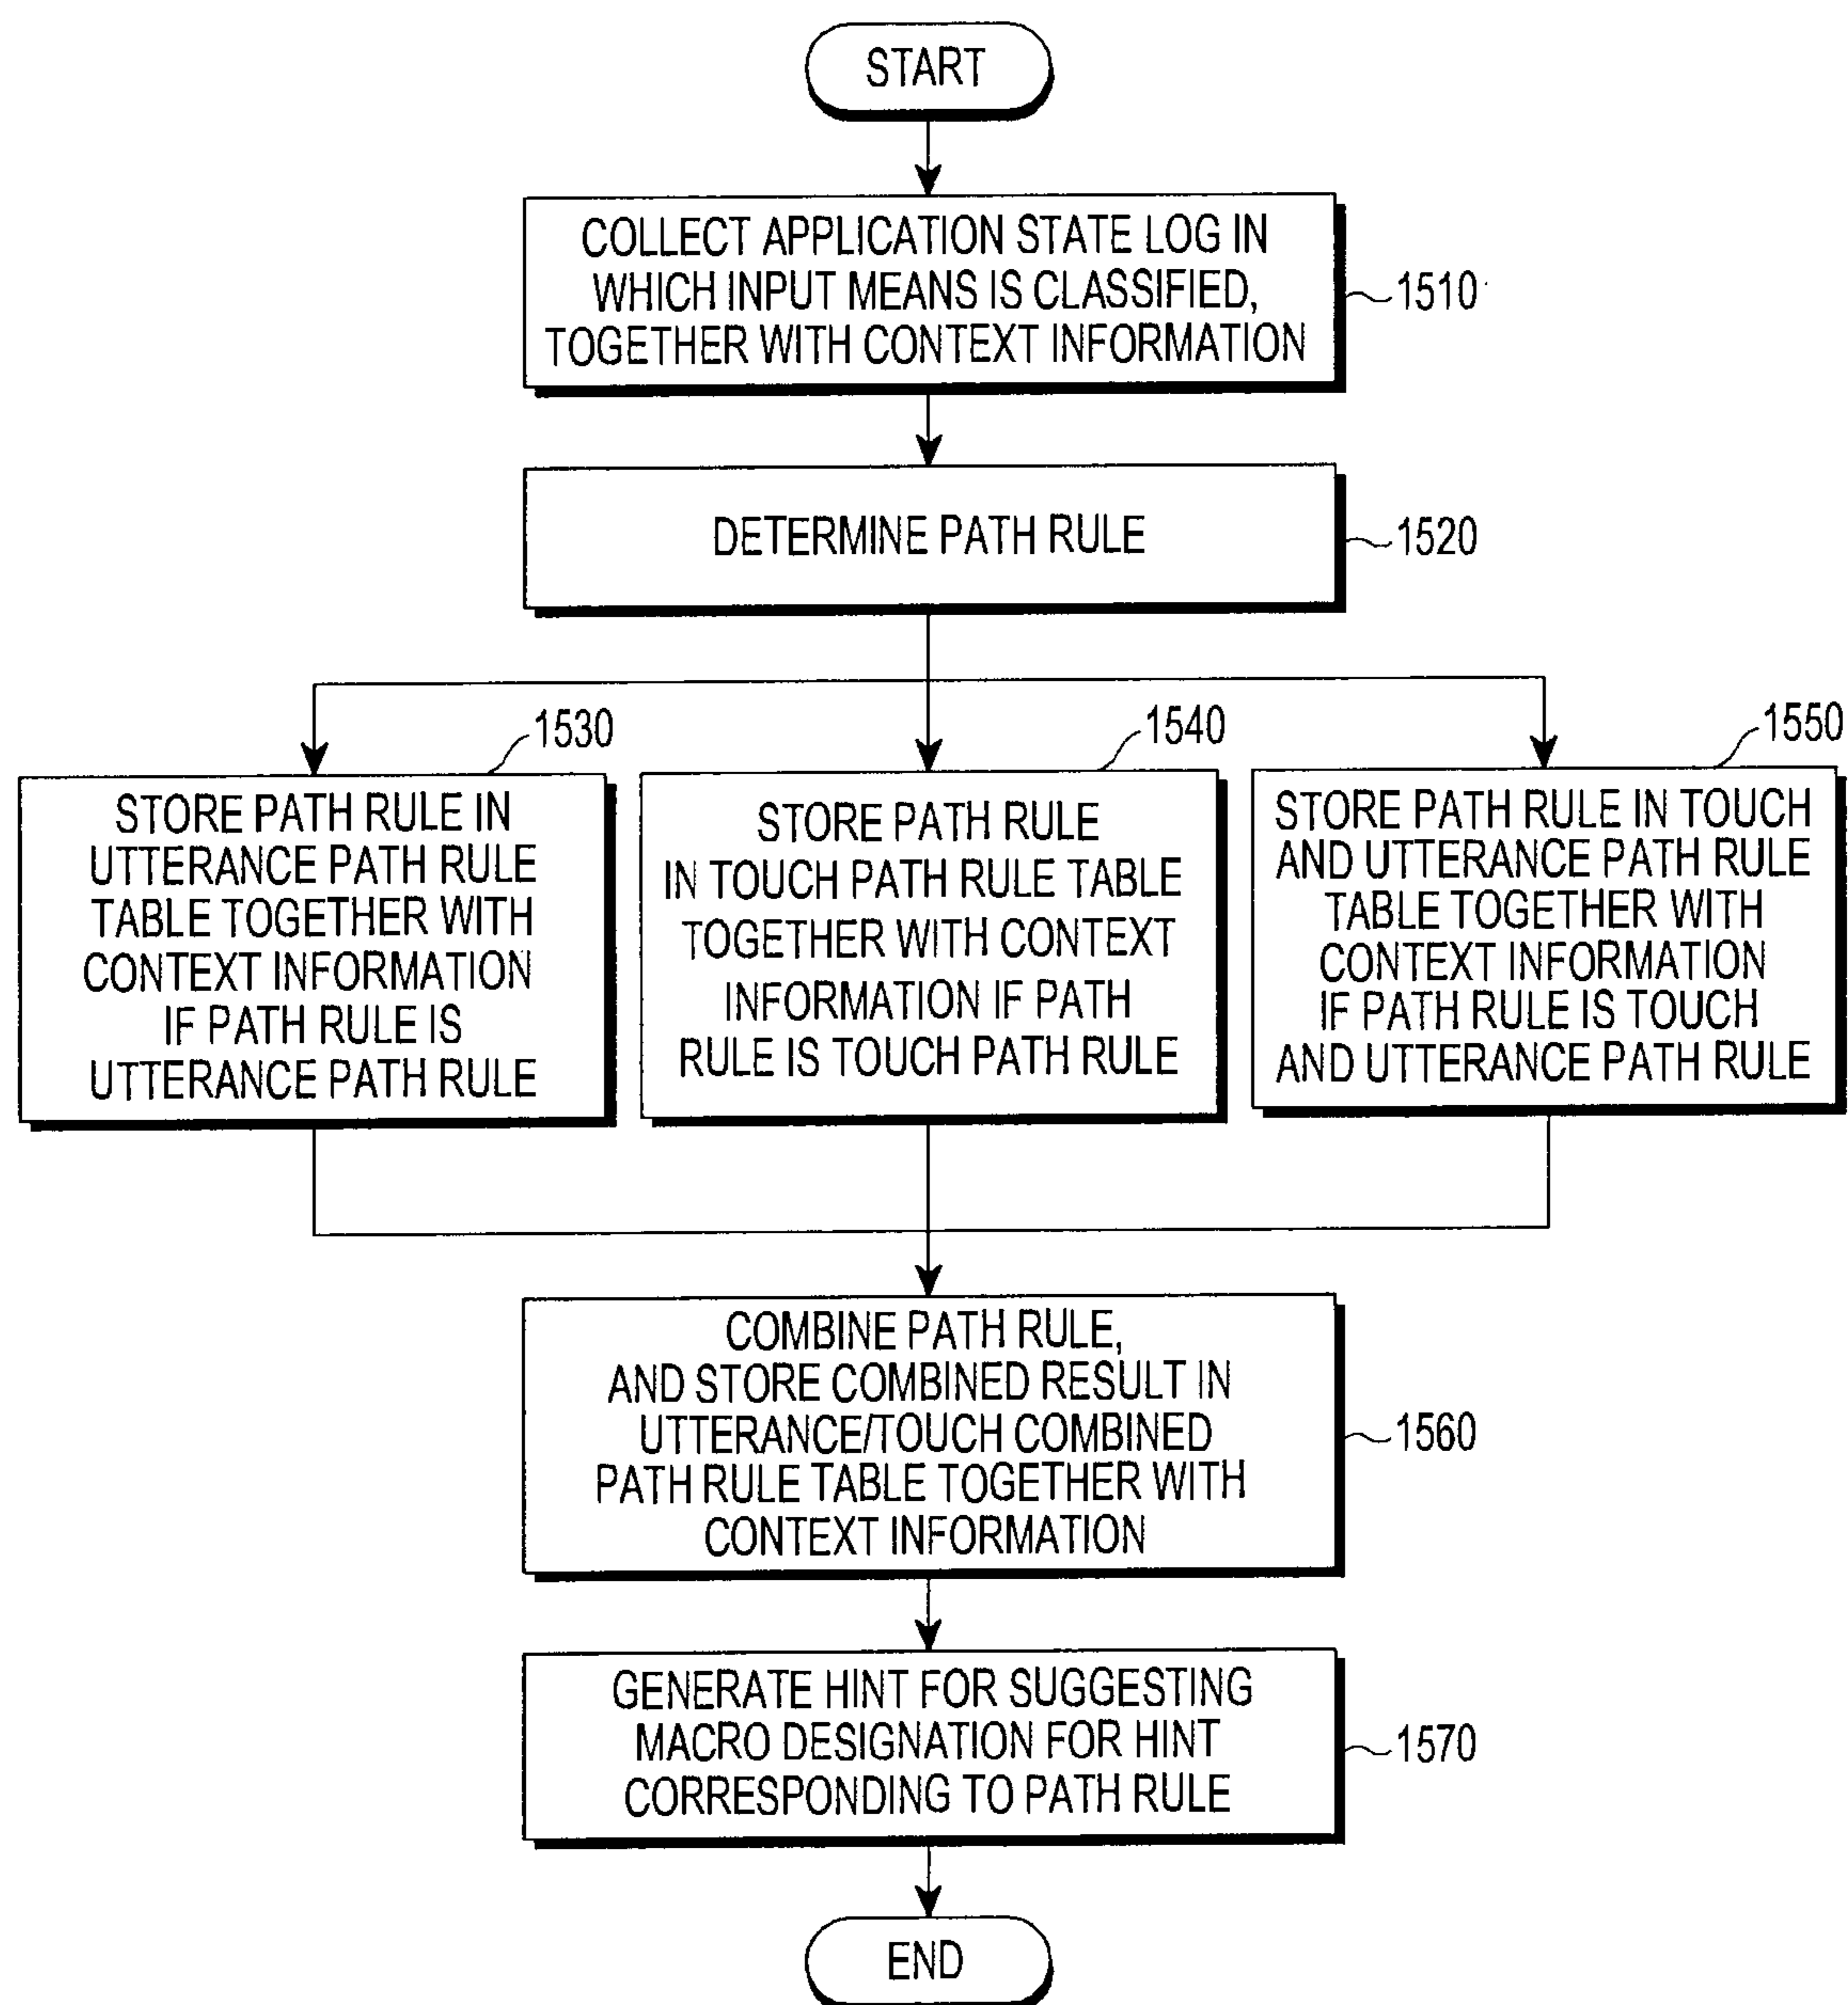 START
COLLECT APPLICATION STATE LOG IN
WHICH INPUT MEANS IS CLASSIFIED,
TOGETHER WITH CONTEXT INFORMATION
1510
DETERMINE PATH RULE
1520
1530
STORE PATH RULE IN
UTTERANCE PATH RULE
TABLE TOGETHER WITH
CONTEXT INFORMATION
IF PATH RULE IS
UTTERANCE PATH RULE
1540
STORE PATH RULE
IN TOUCH PATH RULE TABLE
TOGETHER WITH CONTEXT
INFORMATION IF PATH
RULE IS TOUCH PATH RULE
1550
STORE PATH RULE IN TOUCH
AND UTTERANCE PATH RULE
TABLE TOGETHER WITH
CONTEXT INFORMATION
IF PATH RULE IS TOUCH
AND UTTERANCE PATH RULE
COMBINE PATH RULE,
AND STORE COMBINED RESULT IN
UTTERANCE/TOUCH COMBINED
PATH RULE TABLE TOGETHER WITH
CONTEXT INFORMATION
1560
GENERATE HINT FOR SUGGESTING
MACRO DESIGNATION FOR HINT
CORRESPONDING TO PATH RULE
1570
END